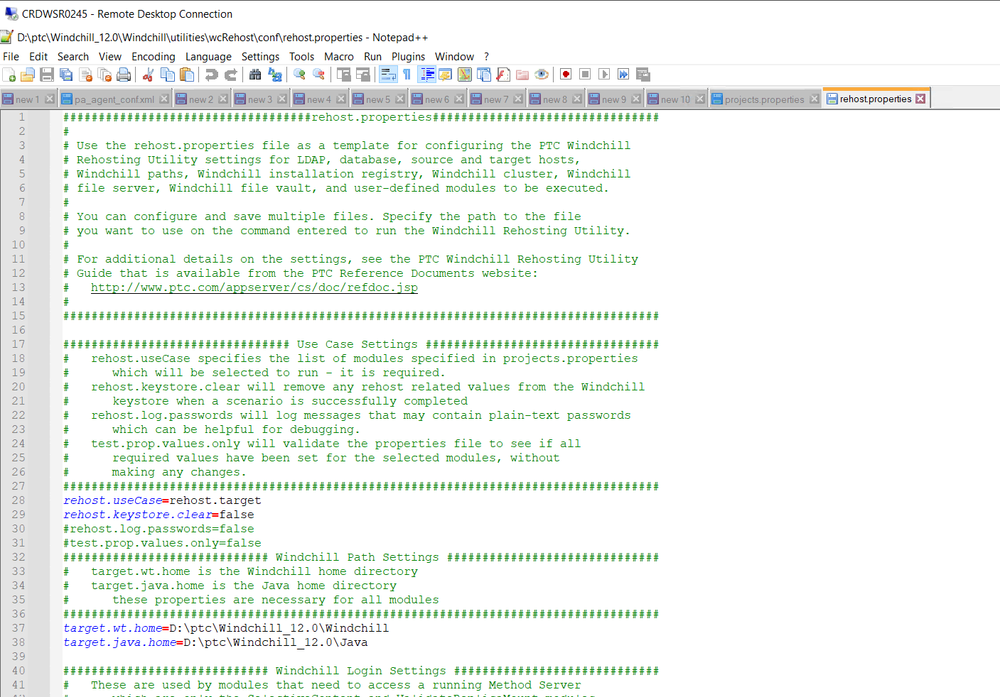 CRDWSR0245 - Remote Desktop Connection
D:\ptc\Windchill_12.0\Windchill\utilities\wcRehost\conf\rehost.properties - Notepad++
File Edit Search View Encoding Language Settings Tools Macro Run Plugins Window ?
new 1 pa_agent_conf.xml new 2 new 3 new 4 new 5 new 6 new 7 new 8 new 9 new 10 projects.properties rehost.properties
1 ###################################rehost.properties################################
2 #
3 # Use the rehost.properties file as a template for configuring the PTC Windchill
4 # Rehosting Utility settings for LDAP, database, source and target hosts,
5 # Windchill paths, Windchill installation registry, Windchill cluster, Windchill
6 # file server, Windchill file vault, and user-defined modules to be executed.
7 #
8 # You can configure and save multiple files. Specify the path to the file
9 # you want to use on the command entered to run the Windchill Rehosting Utility.
10 #
11 # For additional details on the settings, see the PTC Windchill Rehosting Utility
12 # Guide that is available from the PTC Reference Documents website:
13 #   http://www.ptc.com/appserver/cs/doc/refdoc.jsp
14 #
15 ####################################################################################
16
17 ################################ Use Case Settings #################################
18 #   rehost.useCase specifies the list of modules specified in projects.properties
19 #      which will be selected to run - it is required.
20 #   rehost.keystore.clear will remove any rehost related values from the Windchill
21 #      keystore when a scenario is successfully completed
22 #   rehost.log.passwords will log messages that may contain plain-text passwords
23 #      which can be helpful for debugging.
24 #   test.prop.values.only will validate the properties file to see if all
25 #      required values have been set for the selected modules, without
26 #      making any changes.
27 ####################################################################################
28 rehost.useCase=rehost.target
29 rehost.keystore.clear=false
30 #rehost.log.passwords=false
31 #test.prop.values.only=false
32 ############################# Windchill Path Settings ##############################
33 #   target.wt.home is the Windchill home directory
34 #   target.java.home is the Java home directory
35 #      these properties are necessary for all modules
36 ####################################################################################
37 target.wt.home=D:\ptc\Windchill_12.0\Windchill
38 target.java.home=D:\ptc\Windchill_12.0\Java
39
40 ############################# Windchill Login Settings #############################
41 #   These are used by modules that need to access a running Method Server